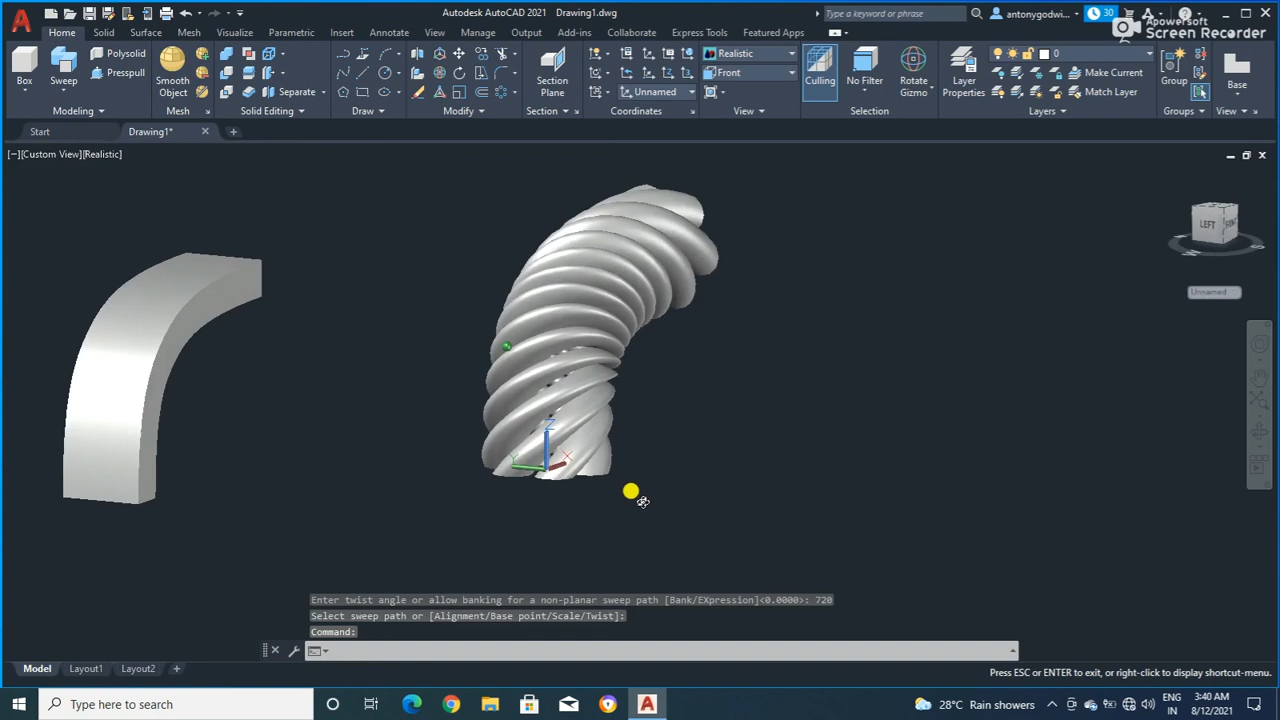 Autodesk AutoCAD 2021 Drawing1.dwg
Type a keyword or phrase
antonygodwi...
30
Apowersoft
Screen Recorder
Home Solid Surface Mesh Visualize Parametric Insert Annotate View Manage Output Add-ins Collaborate Express Tools Featured Apps
Box
Sweep
Polysolid
Presspull
Smooth
Object
Separate
Section
Plane
Realistic
Front
Unnamed
Culling
No Filter
Rotate
Gizmo
Layer
Properties
0
Make Current
Match Layer
Group
Base
Modeling
Mesh
Solid Editing
Draw
Modify
Section
Coordinates
View
Selection
Layers
Groups
View
Start
Drawing1*
[−][Custom View][Realistic]
LEFT
Unnamed
Z
Y
X
Enter twist angle or allow banking for a non-planar sweep path [Bank/EXpression]<0.0000>: 720
Select sweep path or [Alignment/Base point/Scale/Twist]:
Command:
Model Layout1 Layout2
Press ESC or ENTER to exit, or right-click to display shortcut-menu.
Type here to search
28°C Rain showers
ENG
IN
3:40 AM
8/12/2021